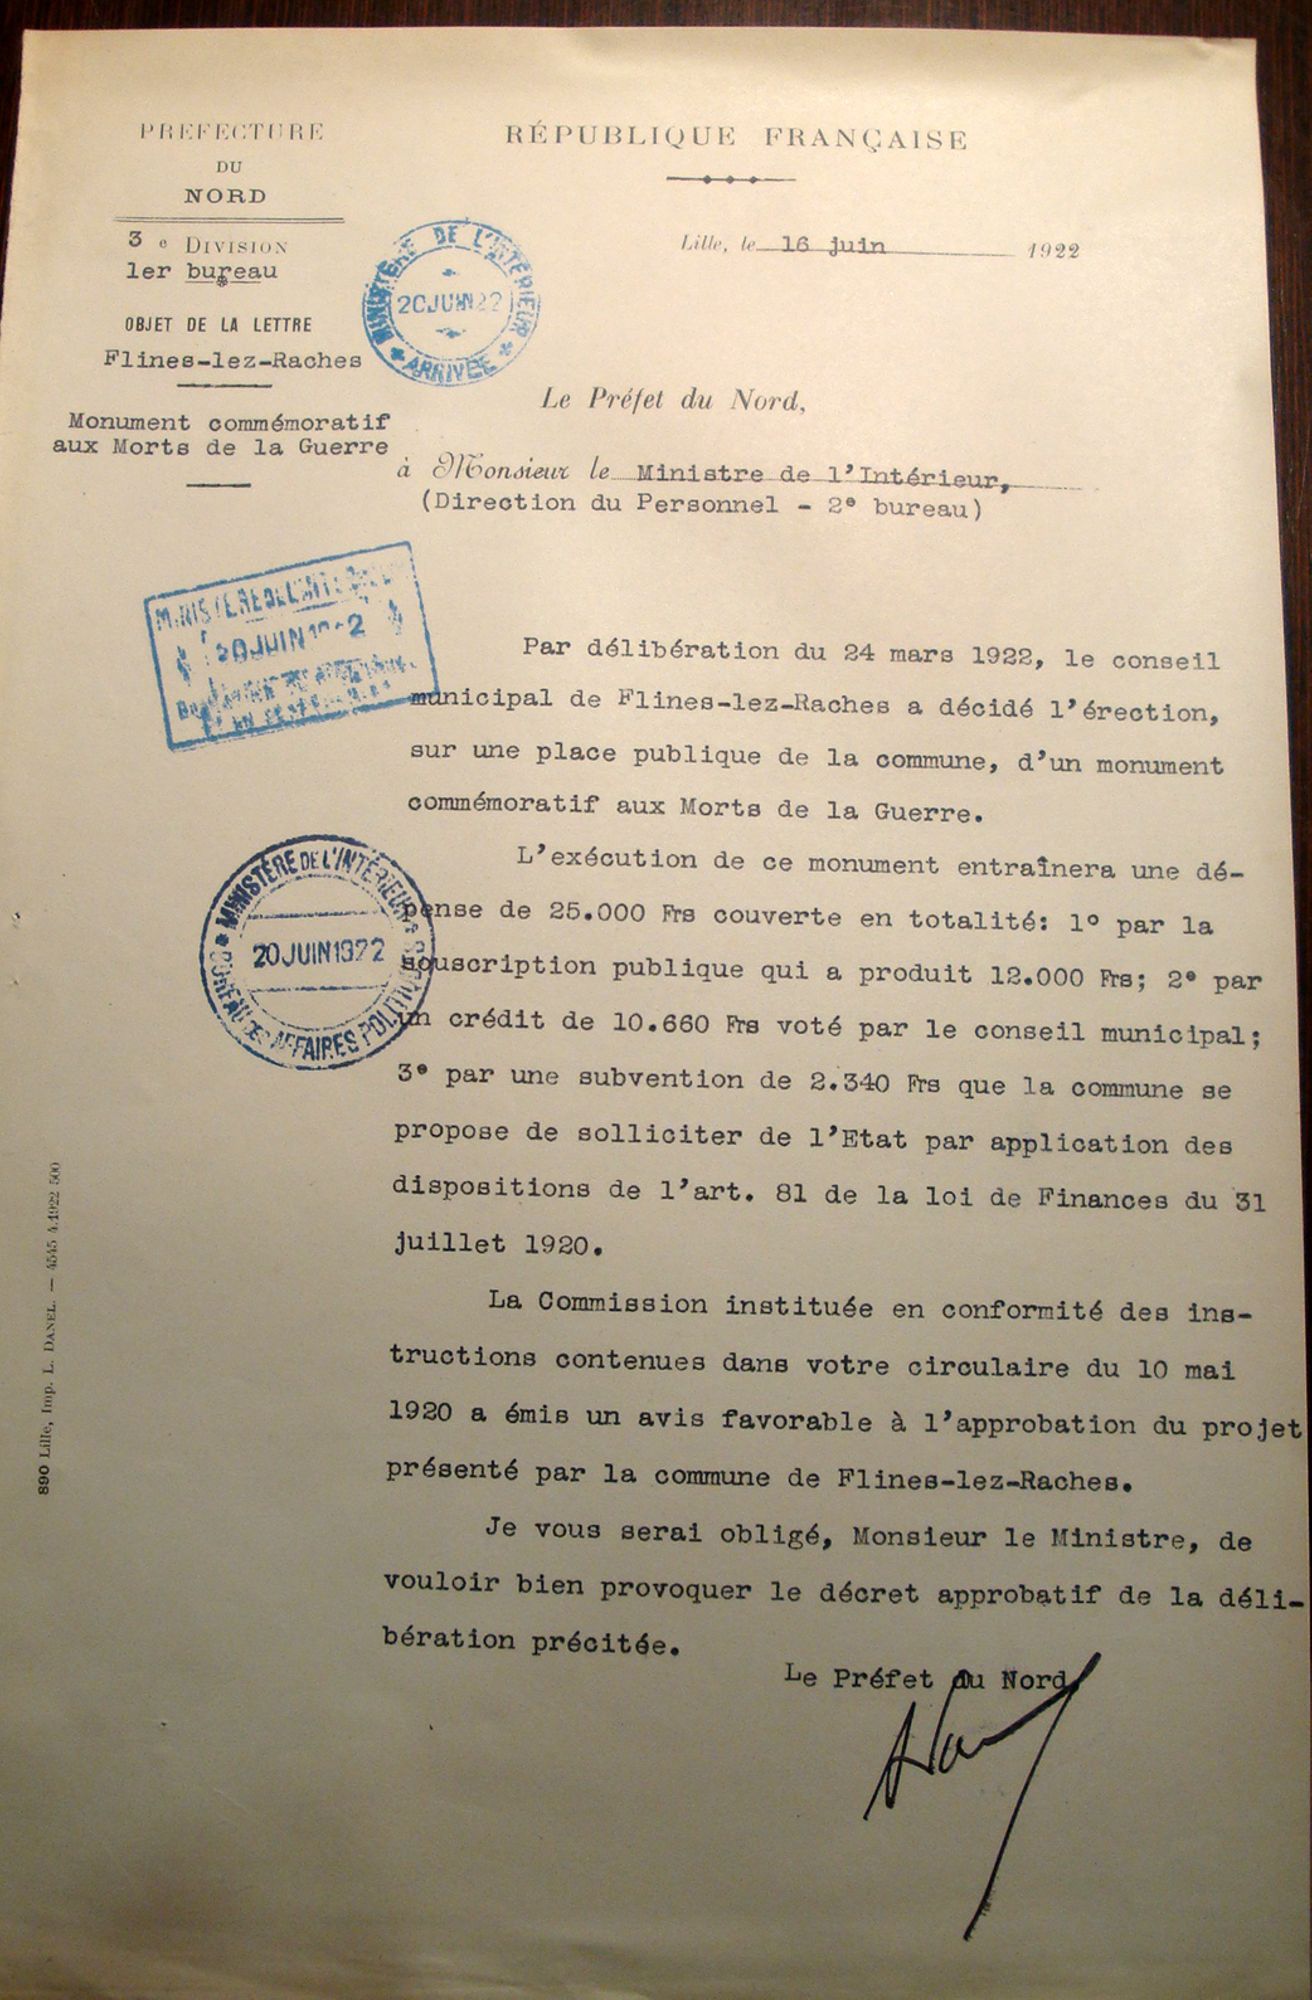 PREFECTURE
DU
NORD
3 e DIVISION
1er bureau
OBJET DE LA LETTRE
Flines-lez-Raches
Monument commémoratif
aux Morts de la Guerre
RÉPUBLIQUE FRANÇAISE
Lille, le 16 juin 1922
MINISTÈRE DE L'INTÉRIEUR
20 JUIN 22
ARRIVÉE
Le Préfet du Nord,
à Monsieur le Ministre de l'Intérieur,
(Direction du Personnel - 2e bureau)
MINISTÈRE DE L'INTÉRIEUR
20 JUIN 1922
Par délibération du 24 mars 1922, le conseil
municipal de Flines-lez-Raches a décidé l'érection,
sur une place publique de la commune, d'un monument
commémoratif aux Morts de la Guerre.
L'exécution de ce monument entraînera une dé-
pense de 25.000 Frs couverte en totalité: 1° par la
souscription publique qui a produit 12.000 Frs; 2° par
un crédit de 10.660 Frs voté par le conseil municipal;
3° par une subvention de 2.340 Frs que la commune se
propose de solliciter de l'Etat par application des
dispositions de l'art. 81 de la loi de Finances du 31
juillet 1920.
MINISTÈRE DE L'INTÉRIEUR
20 JUIN 1922
BUREAU DES AFFAIRES POLITIQUES
La Commission instituée en conformité des ins-
tructions contenues dans votre circulaire du 10 mai
1920 a émis un avis favorable à l'approbation du projet
présenté par la commune de Flines-lez-Raches.
Je vous serai obligé, Monsieur le Ministre, de
vouloir bien provoquer le décret approbatif de la déli-
bération précitée.
Le Préfet du Nord
890 Lille, Imp. L. DANEL. — 4545 4.1922 500